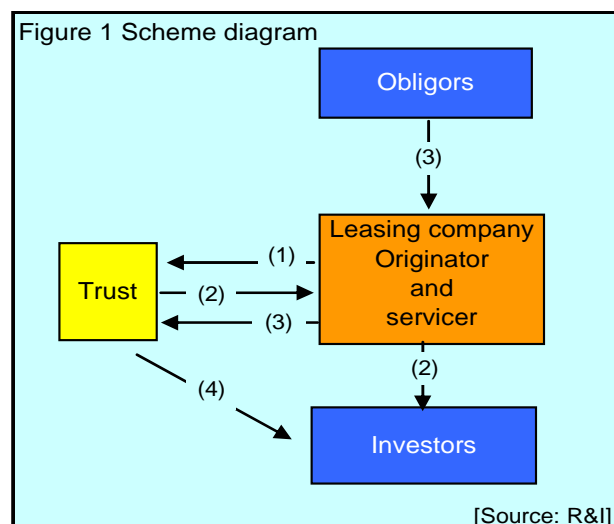 Figure 1 Scheme diagram
Obligors
(3)
Leasing company
Originator
and
servicer
(1)
Trust
(2)
(3)
(2)
(4)
Investors
[Source: R&I]